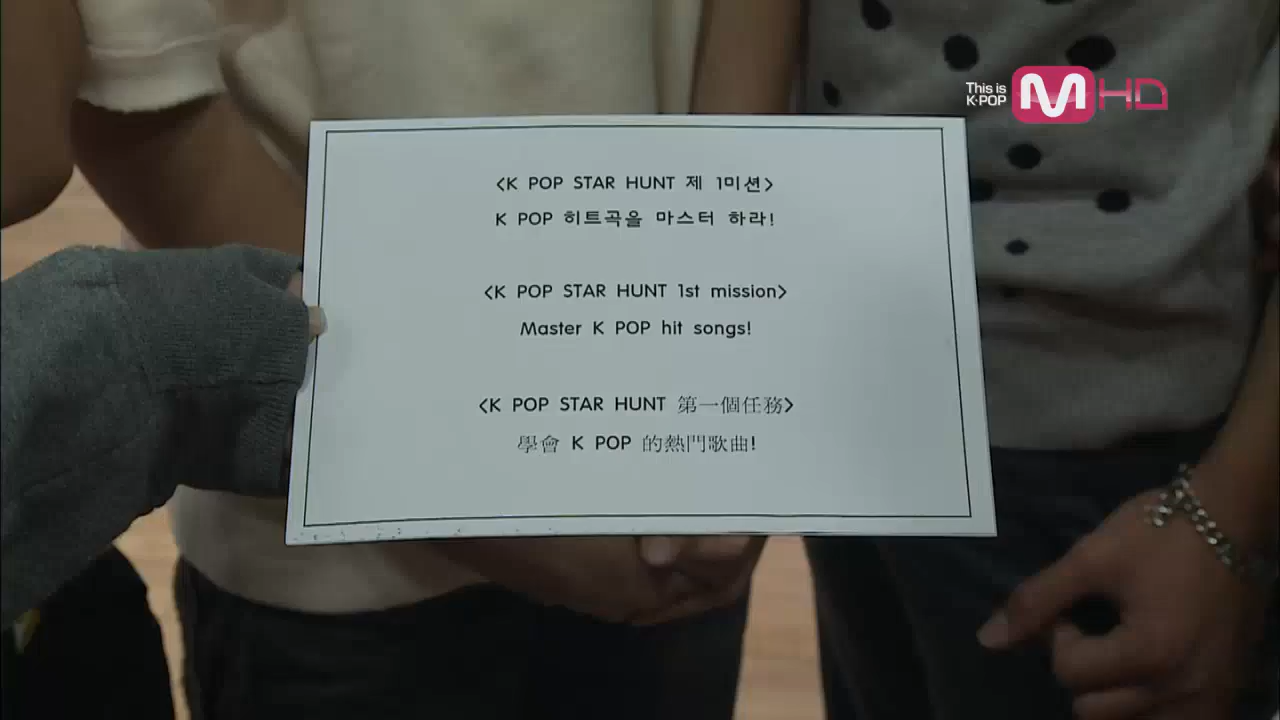 This is
K·POP
M HD
<K POP STAR HUNT 제 1미션>
K POP 히트곡을 마스터 하라!
<K POP STAR HUNT 1st mission>
Master K POP hit songs!
<K POP STAR HUNT 第一個任務>
學會 K POP 的熱門歌曲!